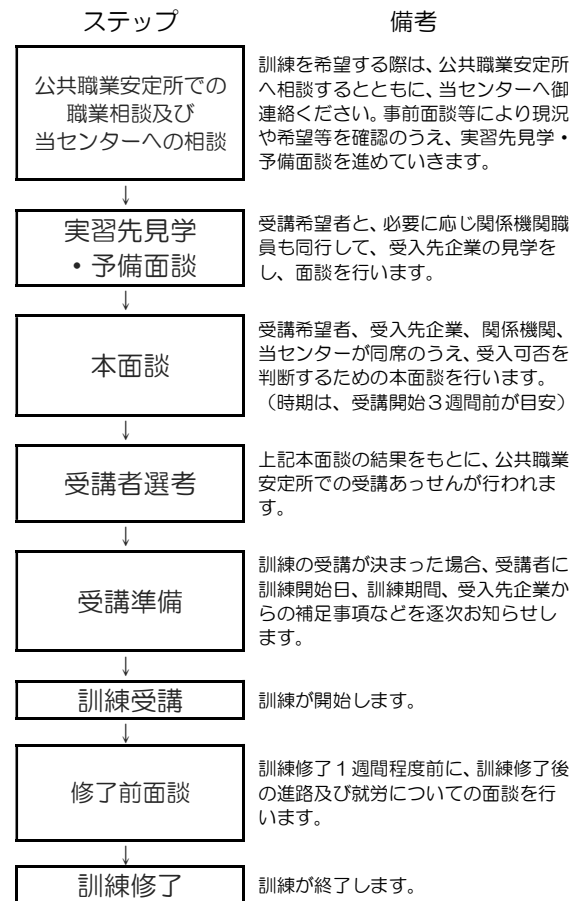 ステップ
備考
公共職業安定所での
職業相談及び
当センターへの相談
訓練を希望する際は、公共職業安定所
へ相談するとともに、当センターへ御
連絡ください。事前面談等により現況
や希望等を確認のうえ、実習先見学・
予備面談を進めていきます。
↓
実習先見学
・予備面談
受講希望者と、必要に応じ関係機関職
員も同行して、受入先企業の見学を
し、面談を行います。
↓
本面談
受講希望者、受入先企業、関係機関、
当センターが同席のうえ、受入可否を
判断するための本面談を行います。
（時期は、受講開始３週間前が目安）
↓
受講者選考
上記本面談の結果をもとに、公共職業
安定所での受講あっせんが行われま
す。
↓
受講準備
訓練の受講が決まった場合、受講者に
訓練開始日、訓練期間、受入先企業か
らの補足事項などを逐次お知らせし
ます。
↓
訓練受講
訓練が開始します。
↓
修了前面談
訓練修了１週間程度前に、訓練修了後
の進路及び就労についての面談を行
います。
↓
訓練修了
訓練が終了します。